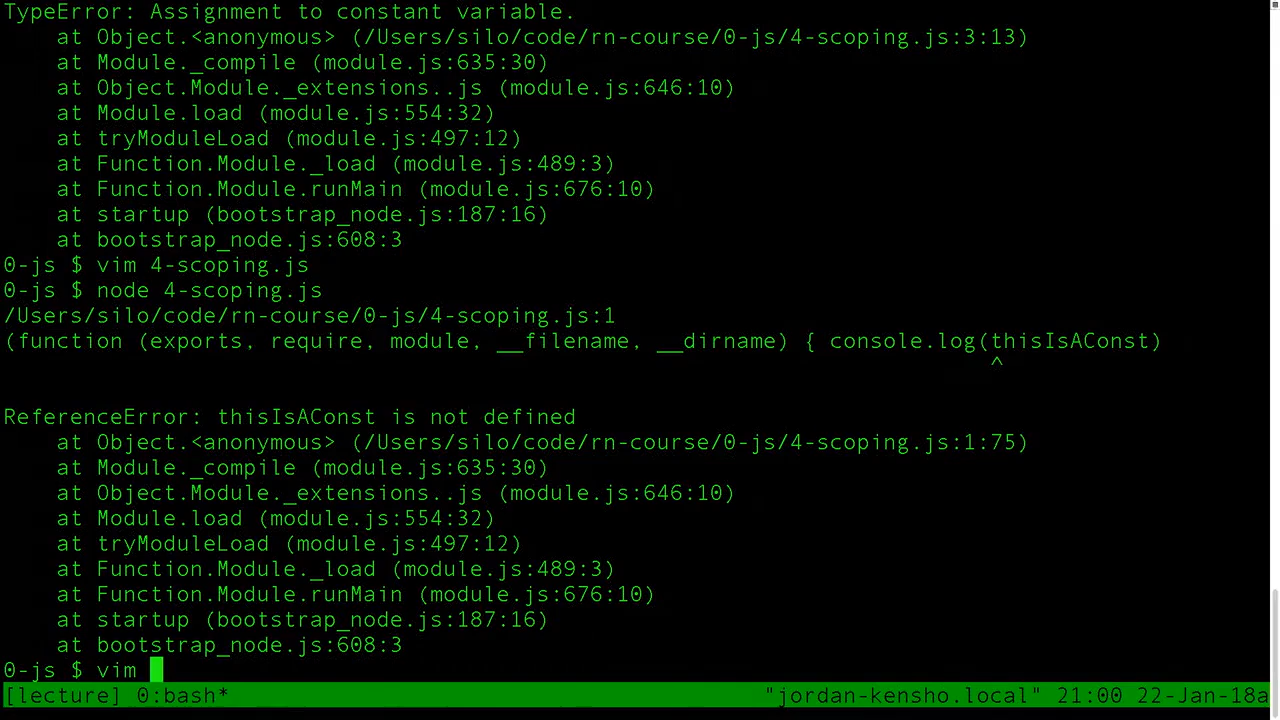 TypeError: Assignment to constant variable.
    at Object.<anonymous> (/Users/silo/code/rn-course/0-js/4-scoping.js:3:13)
    at Module._compile (module.js:635:30)
    at Object.Module._extensions..js (module.js:646:10)
    at Module.load (module.js:554:32)
    at tryModuleLoad (module.js:497:12)
    at Function.Module._load (module.js:489:3)
    at Function.Module.runMain (module.js:676:10)
    at startup (bootstrap_node.js:187:16)
    at bootstrap_node.js:608:3
0-js $ vim 4-scoping.js
0-js $ node 4-scoping.js
/Users/silo/code/rn-course/0-js/4-scoping.js:1
(function (exports, require, module, __filename, __dirname) { console.log(thisIsAConst)
                                                                          ^
ReferenceError: thisIsAConst is not defined
    at Object.<anonymous> (/Users/silo/code/rn-course/0-js/4-scoping.js:1:75)
    at Module._compile (module.js:635:30)
    at Object.Module._extensions..js (module.js:646:10)
    at Module.load (module.js:554:32)
    at tryModuleLoad (module.js:497:12)
    at Function.Module._load (module.js:489:3)
    at Function.Module.runMain (module.js:676:10)
    at startup (bootstrap_node.js:187:16)
    at bootstrap_node.js:608:3
0-js $ vim
[lecture] 0:bash* "jordan-kensho.local" 21:00 22-Jan-18a